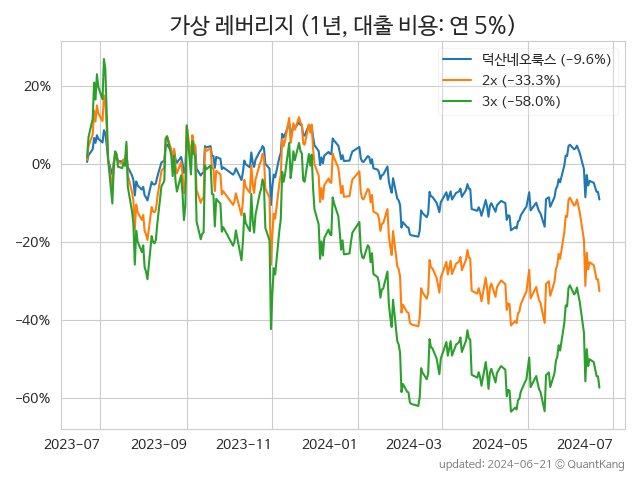 가상 레버리지 (1년, 대출 비용: 연 5%)
덕산네오룩스 (−9.6%)
2x (−33.3%)
3x (−58.0%)
20%
0%
−20%
−40%
−60%
2023-07 2023-09 2023-11 2024-01 2024-03 2024-05 2024-07
updated: 2024-06-21 © QuantKang